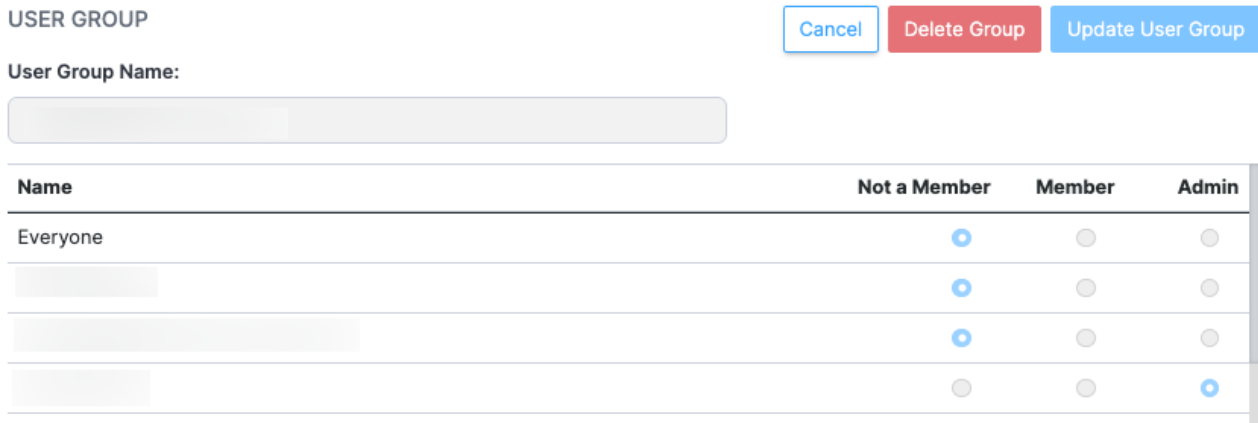 USER GROUP
Cancel Delete Group Update User Group
User Group Name:
Name Not a Member Member Admin
Everyone